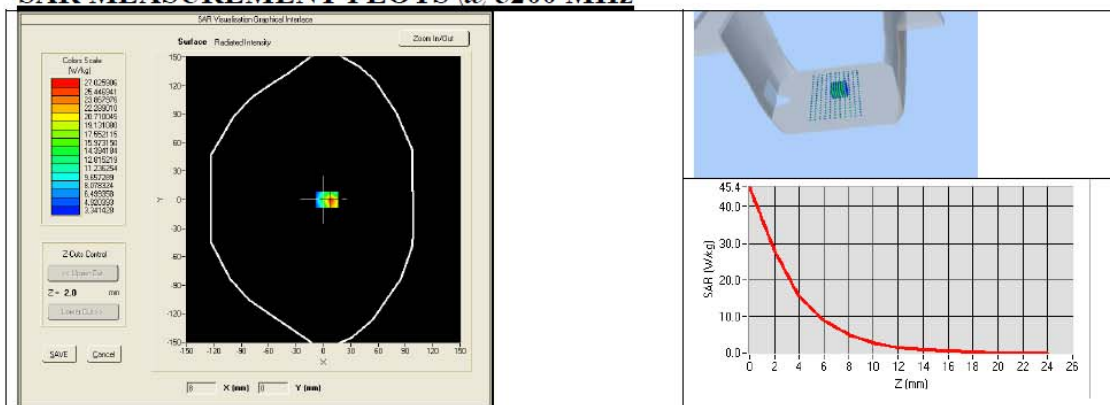 SAR MEASUREMENT PLOTS @ 5200 MHz
SAR Visualisation Graphical Interface
Surface Radiated Intensity
Zoom In/Out
Colors Scale
(W/kg)
27.025906
25.446941
23.867976
22.289010
20.710045
19.131080
17.552115
15.973150
14.394184
12.815219
11.236254
9.657289
8.078324
6.499358
4.920393
3.341428
Z-Cuts Control
Z = 2.0 mm
SAVE
Cancel
150
120
90
60
30
0
-30
-60
-90
-120
-150
Y
-150 -120 -90 -60 -30 0 30 60 90 120 150
X
8 X (mm) 0 Y (mm)
45.4
40.0
30.0
20.0
10.0
0.0
SAR (W/kg)
0 2 4 6 8 10 12 14 16 18 20 22 24 26
Z (mm)